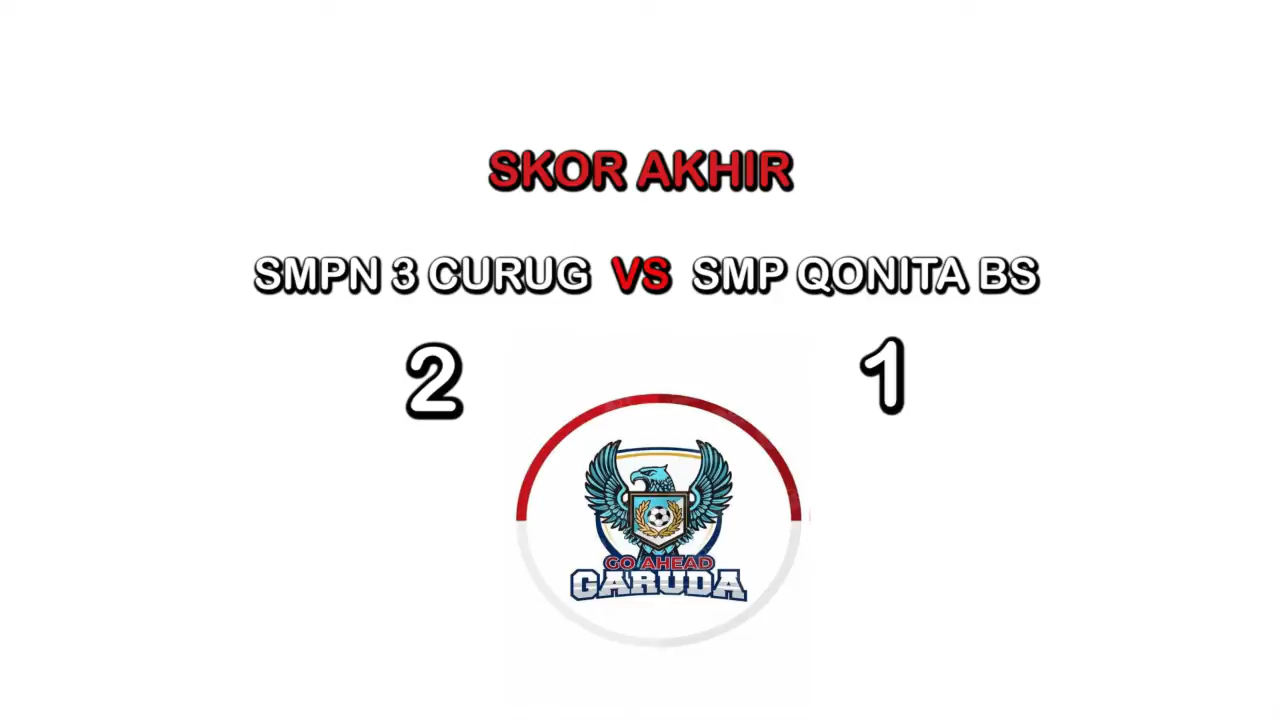 SKOR AKHIR
SMPN 3 CURUG VS SMP QONITA BS
2 1
GO AHEAD
GARUDA